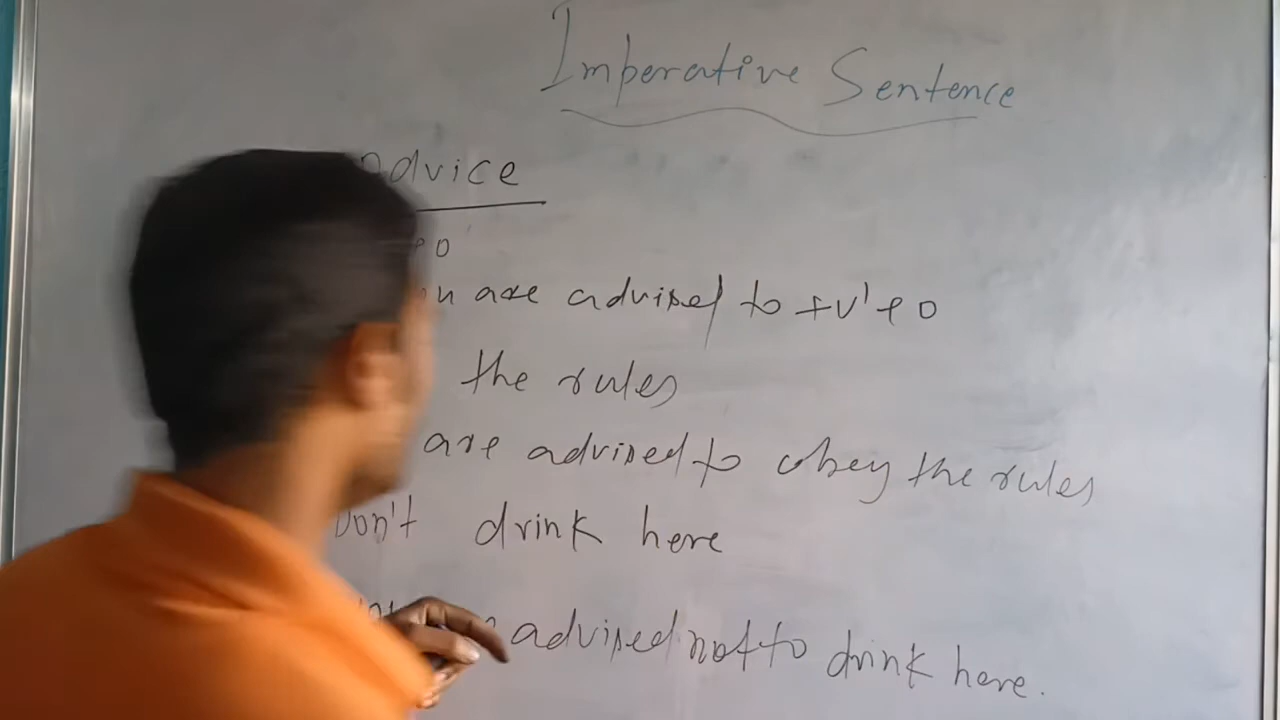 Imperative Sentence
advice
+ o
are advised to + v¹ + o
the rules
are advised to obey the rules
Don't drink here
advised not to drink here.